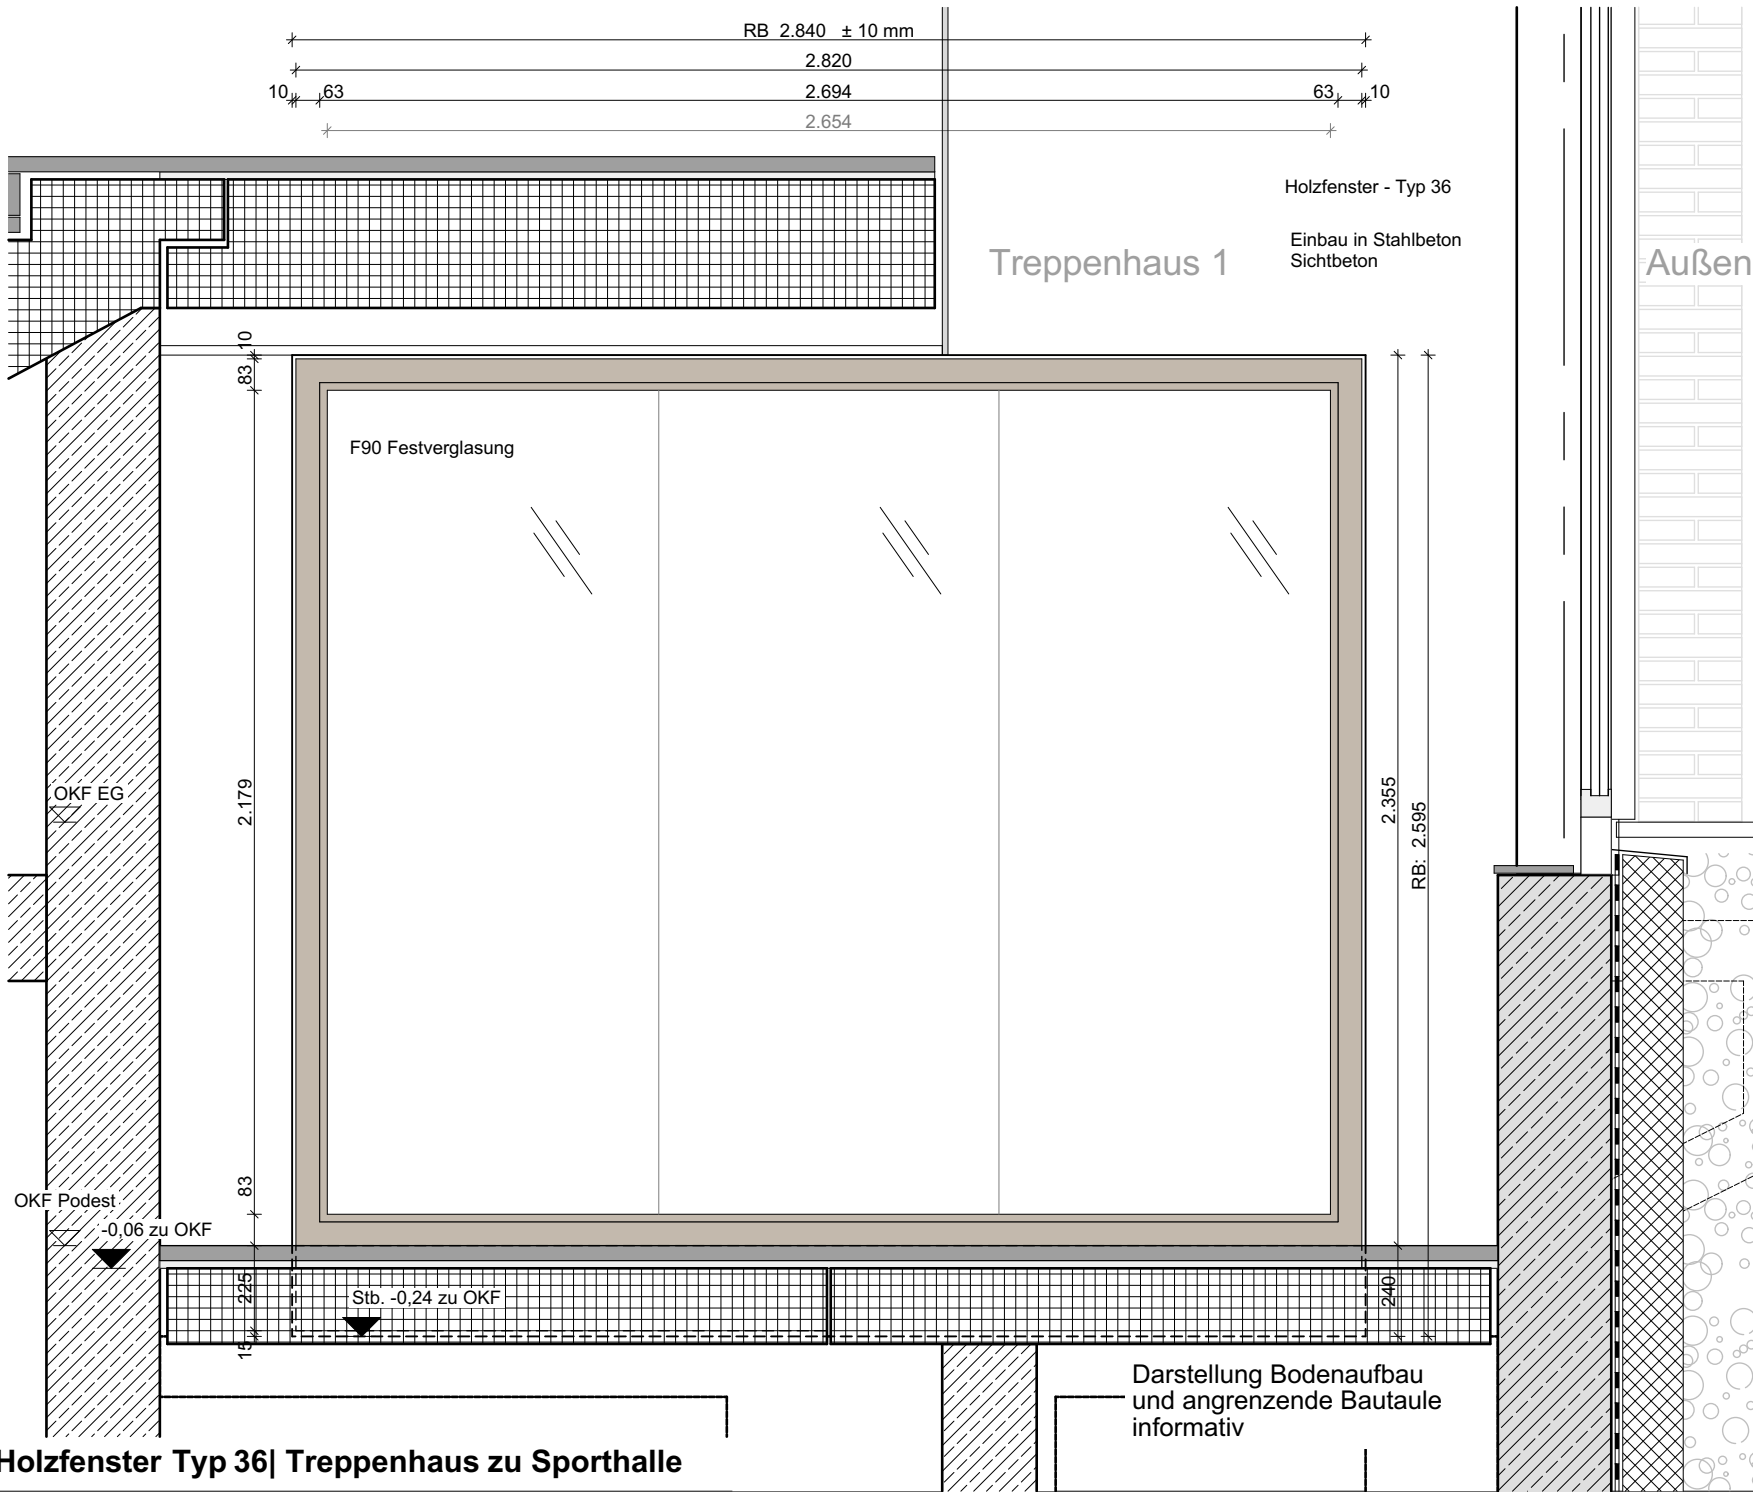 RB 2.840 ± 10 mm
2.820
10 63 2.694 63 10
2.654
Holzfenster - Typ 36
Einbau in Stahlbeton
Sichtbeton
Treppenhaus 1
Außen
10
83
F90 Festverglasung
2.179
2.355
RB: 2.595
OKF EG
83
OKF Podest
-0,06 zu OKF
225
Stb. -0,24 zu OKF
240
15
Darstellung Bodenaufbau
und angrenzende Bautaule
informativ
Holzfenster Typ 36| Treppenhaus zu Sporthalle